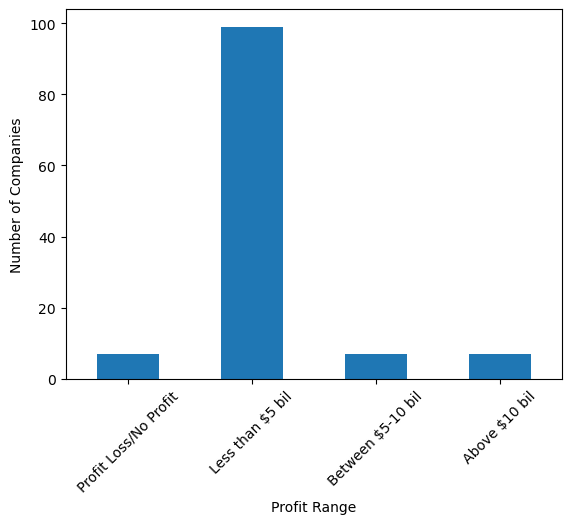 100
80
60
40
20
0
Number of Companies
Profit Loss/No Profit
Less than $5 bil
Between $5-10 bil
Above $10 bil
Profit Range